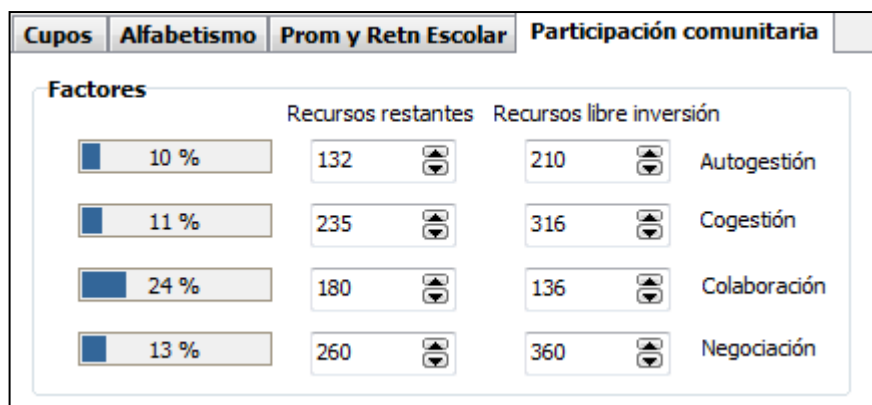 Cupos Alfabetismo Prom y Retn Escolar Participación comunitaria
Factores
Recursos restantes Recursos libre inversión
10 % 132 210 Autogestión
11 % 235 316 Cogestión
24 % 180 136 Colaboración
13 % 260 360 Negociación